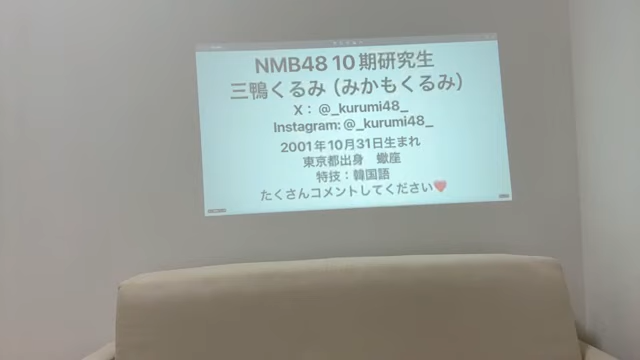 NMB48 10期研究生
三鴨くるみ（みかもくるみ）
X： @_kurumi48_
Instagram: @_kurumi48_
2001年10月31日生まれ
東京都出身　蠍座
特技：韓国語
たくさんコメントしてください❤️